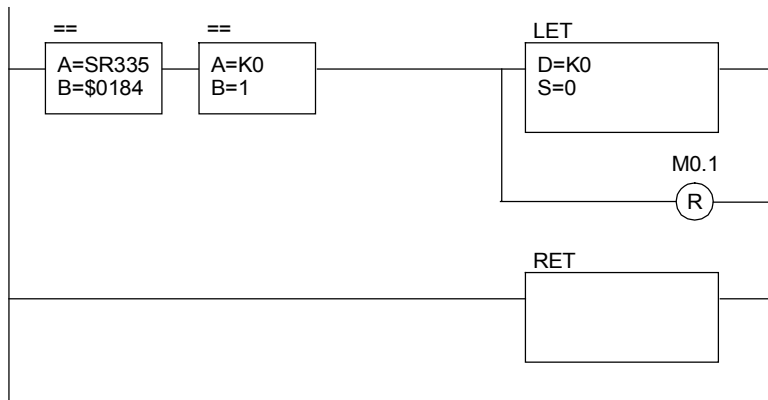 ==
A=SR335
B=$0184
==
A=K0
B=1
LET
D=K0
S=0
M0.1
R
RET